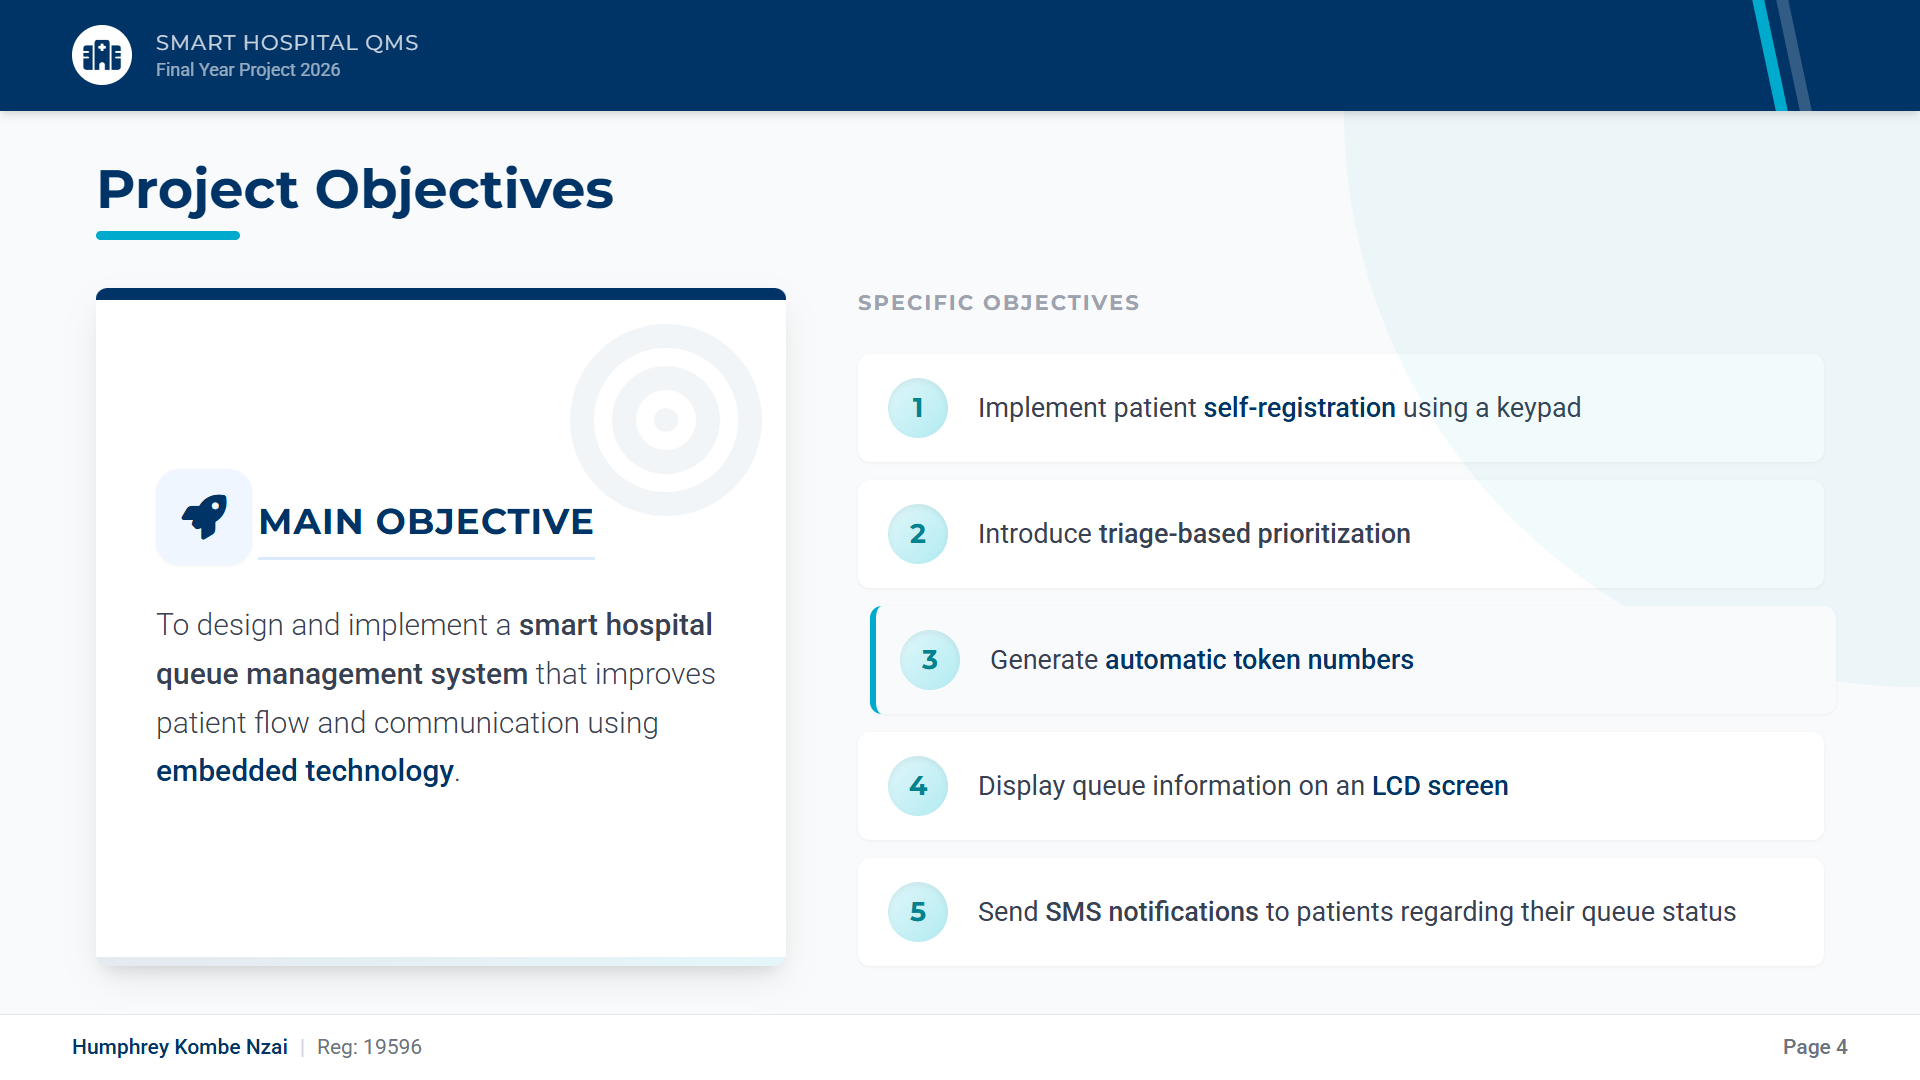 SMART HOSPITAL QMS
Final Year Project 2026
Project Objectives
MAIN OBJECTIVE
To design and implement a smart hospital
queue management system that improves
patient flow and communication using
embedded technology.
SPECIFIC OBJECTIVES
1 Implement patient self-registration using a keypad
2 Introduce triage-based prioritization
3 Generate automatic token numbers
4 Display queue information on an LCD screen
5 Send SMS notifications to patients regarding their queue status
Humphrey Kombe Nzai | Reg: 19596
Page 4